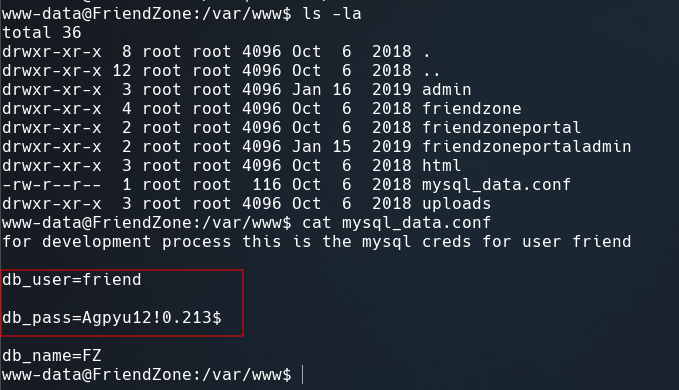 www-data@FriendZone:/var/www$ ls -la
total 36
drwxr-xr-x  8 root root 4096 Oct  6  2018 .
drwxr-xr-x 12 root root 4096 Oct  6  2018 ..
drwxr-xr-x  3 root root 4096 Jan 16  2019 admin
drwxr-xr-x  4 root root 4096 Oct  6  2018 friendzone
drwxr-xr-x  2 root root 4096 Oct  6  2018 friendzoneportal
drwxr-xr-x  2 root root 4096 Jan 15  2019 friendzoneportaladmin
drwxr-xr-x  3 root root 4096 Oct  6  2018 html
-rw-r--r--  1 root root  116 Oct  6  2018 mysql_data.conf
drwxr-xr-x  3 root root 4096 Oct  6  2018 uploads
www-data@FriendZone:/var/www$ cat mysql_data.conf
for development process this is the mysql creds for user friend
db_user=friend
db_pass=Agpyu12!0.213$
db_name=FZ
www-data@FriendZone:/var/www$